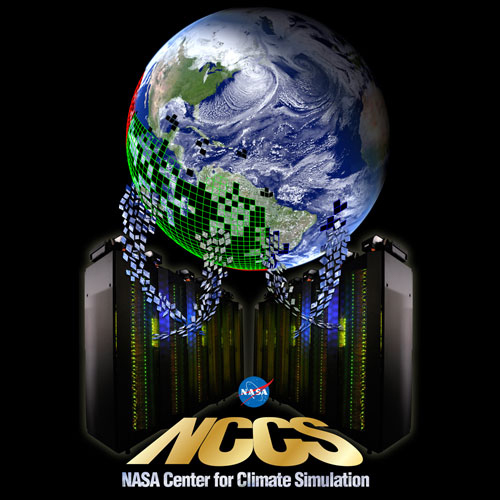 NASA
NCCS
NASA Center for Climate Simulation